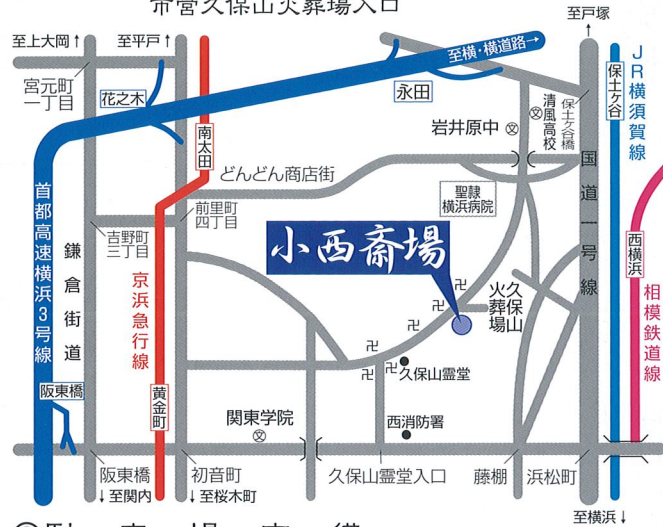 市営久保山火葬場入口
至戸塚
↑
至上大岡↑
至平戸↑
至横・横道路→
宮元町
一丁目
花之木
永田
保土ヶ谷
JR横須賀線
清風高校
保土ヶ谷橋
岩井原中
南太田
どんどん商店街
国道一号線
聖隷
横浜病院
首都高速横浜3号線
鎌倉街道
吉野町
三丁目
前里町
四丁目
京浜急行線
小西斎場
西横浜
相模鉄道線
久保山
火葬場
卍
卍
卍
卍
卍
卍
久保山霊堂
阪東橋
黄金町
関東学院
西消防署
阪東橋
↓至関内
初音町
↓至桜木町
久保山霊堂入口
藤棚
浜松町
至横浜↓